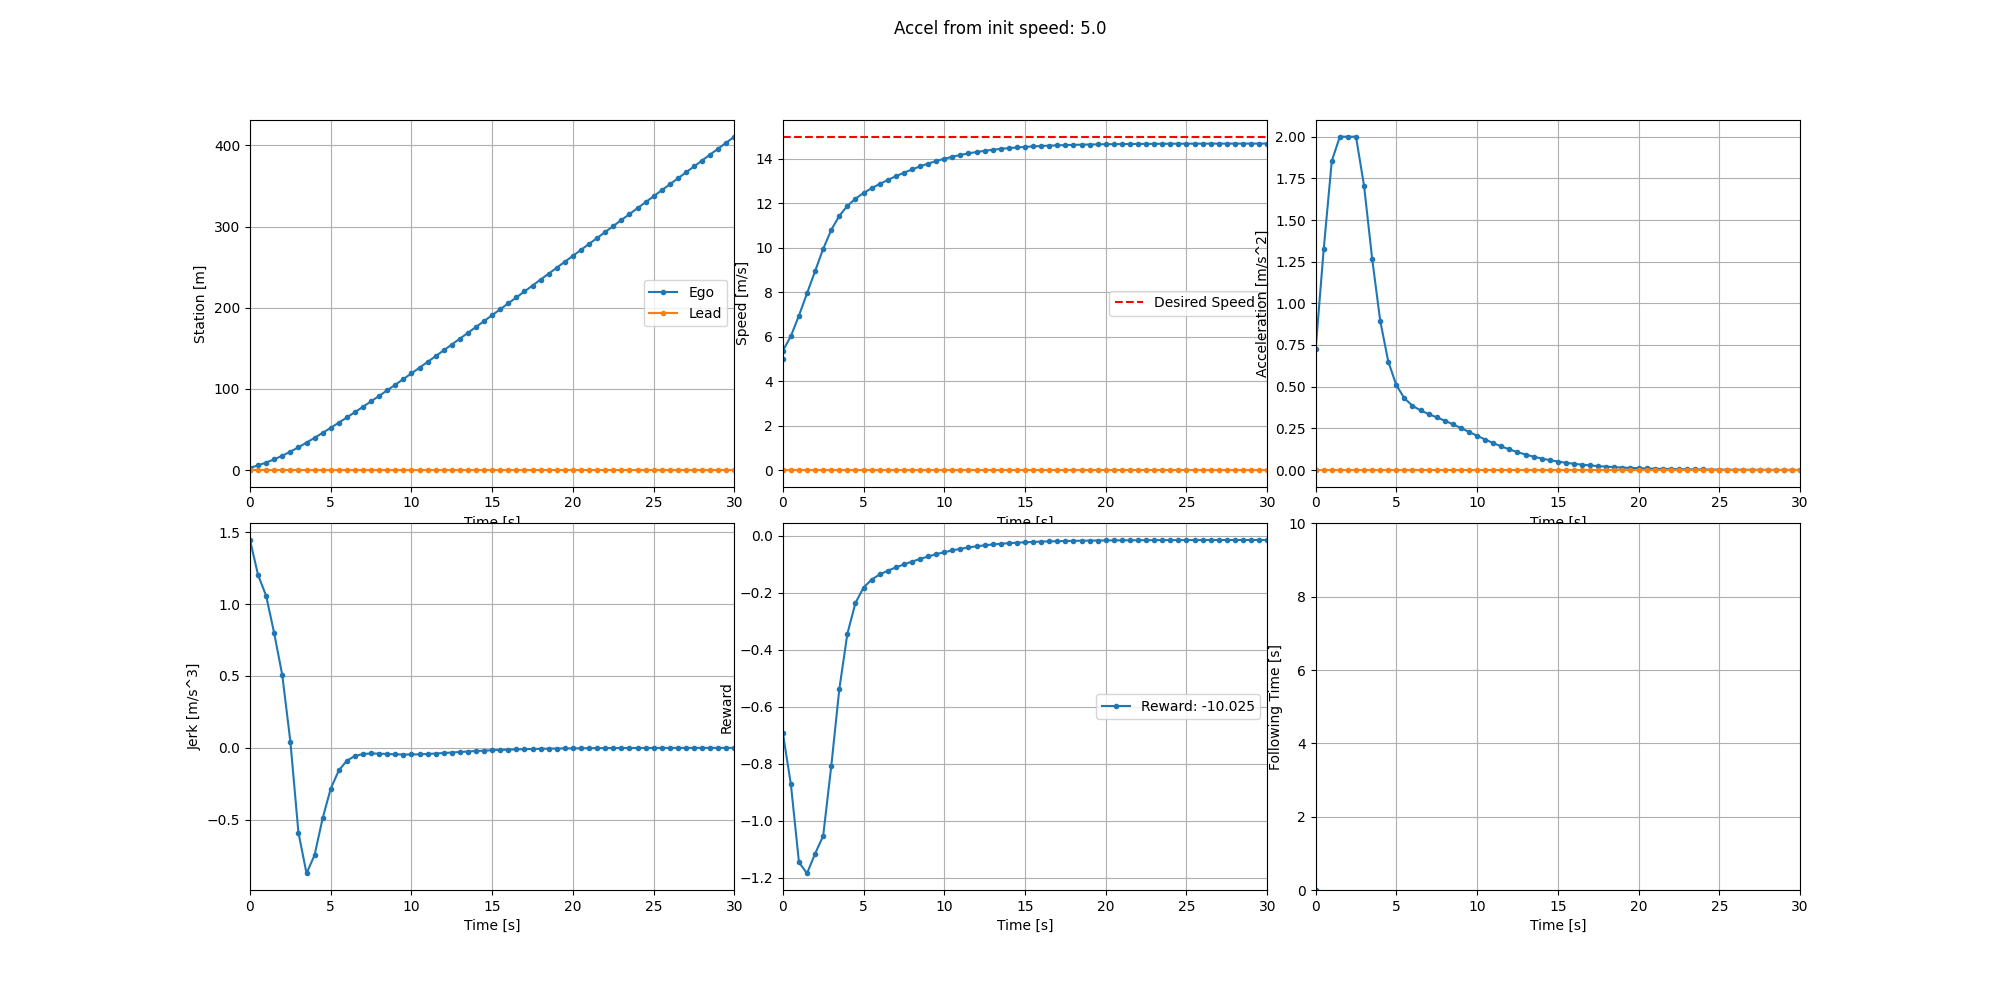 Accel from init speed: 5.0
Station [m]
400
300
200
100
0
0 5 10 15 20 25 30
Time [s]
Ego
Lead
Speed [m/s]
14
12
10
8
6
4
2
0
0 5 10 15 20 25 30
Time [s]
Desired Speed
Acceleration [m/s^2]
2.00
1.75
1.50
1.25
1.00
0.75
0.50
0.25
0.00
0 5 10 15 20 25 30
Time [s]
Jerk [m/s^3]
1.5
1.0
0.5
0.0
−0.5
0 5 10 15 20 25 30
Time [s]
Reward
0.0
−0.2
−0.4
−0.6
−0.8
−1.0
−1.2
0 5 10 15 20 25 30
Time [s]
Reward: -10.025
Following Time [s]
10
8
6
4
2
0
0 5 10 15 20 25 30
Time [s]